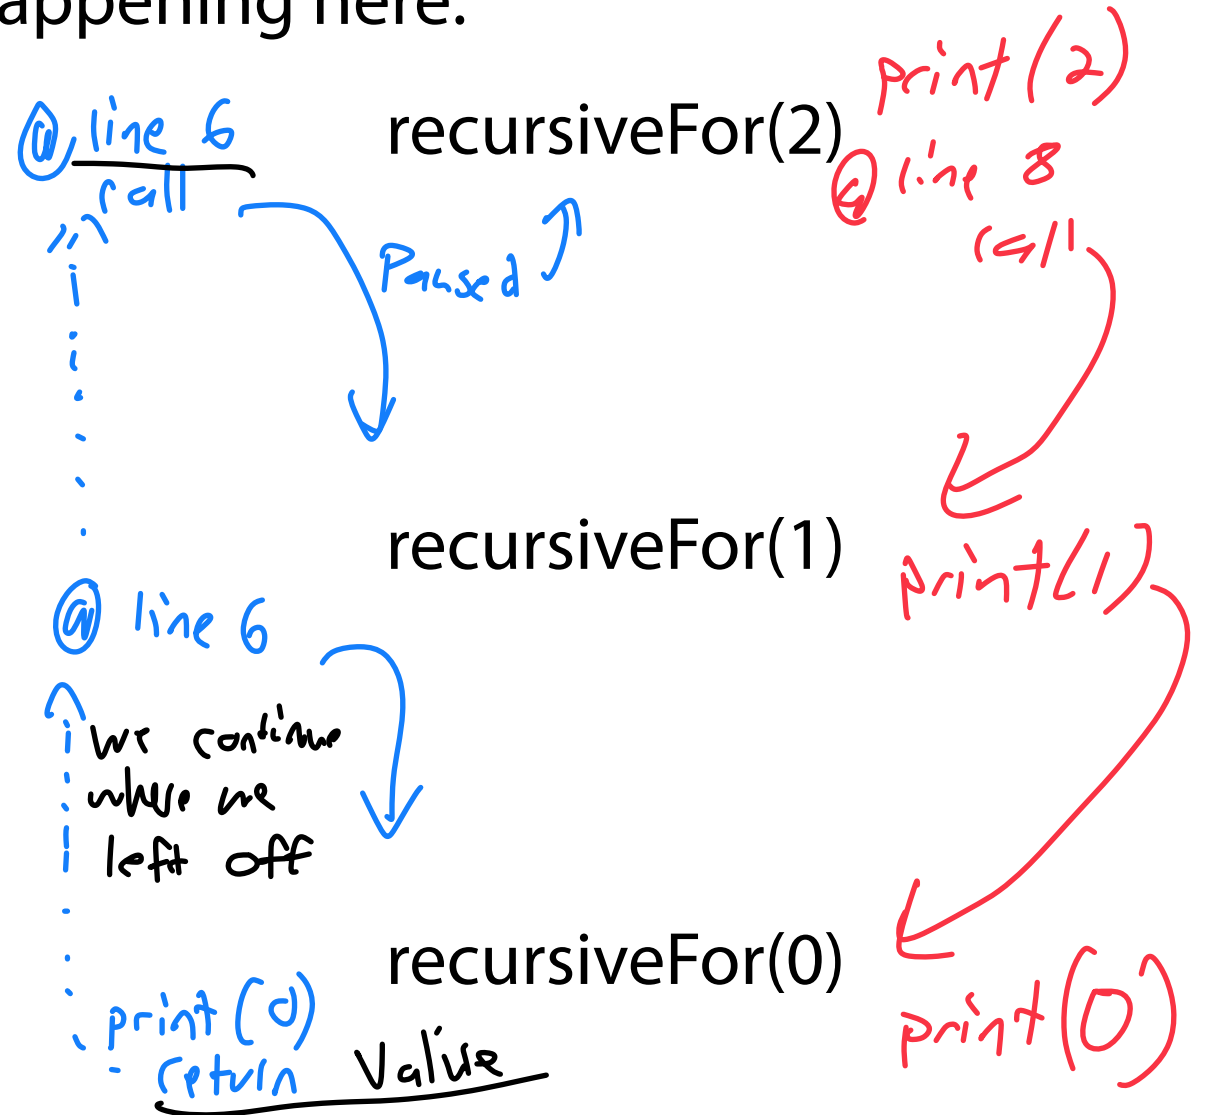 appening here.
print(2)
@ line 6
call
recursiveFor(2)
@ line 8
call
Paused
recursiveFor(1)
print(1)
@ line 6
we continue
where we
left off
recursiveFor(0)
print(0)
return Value
print(0)